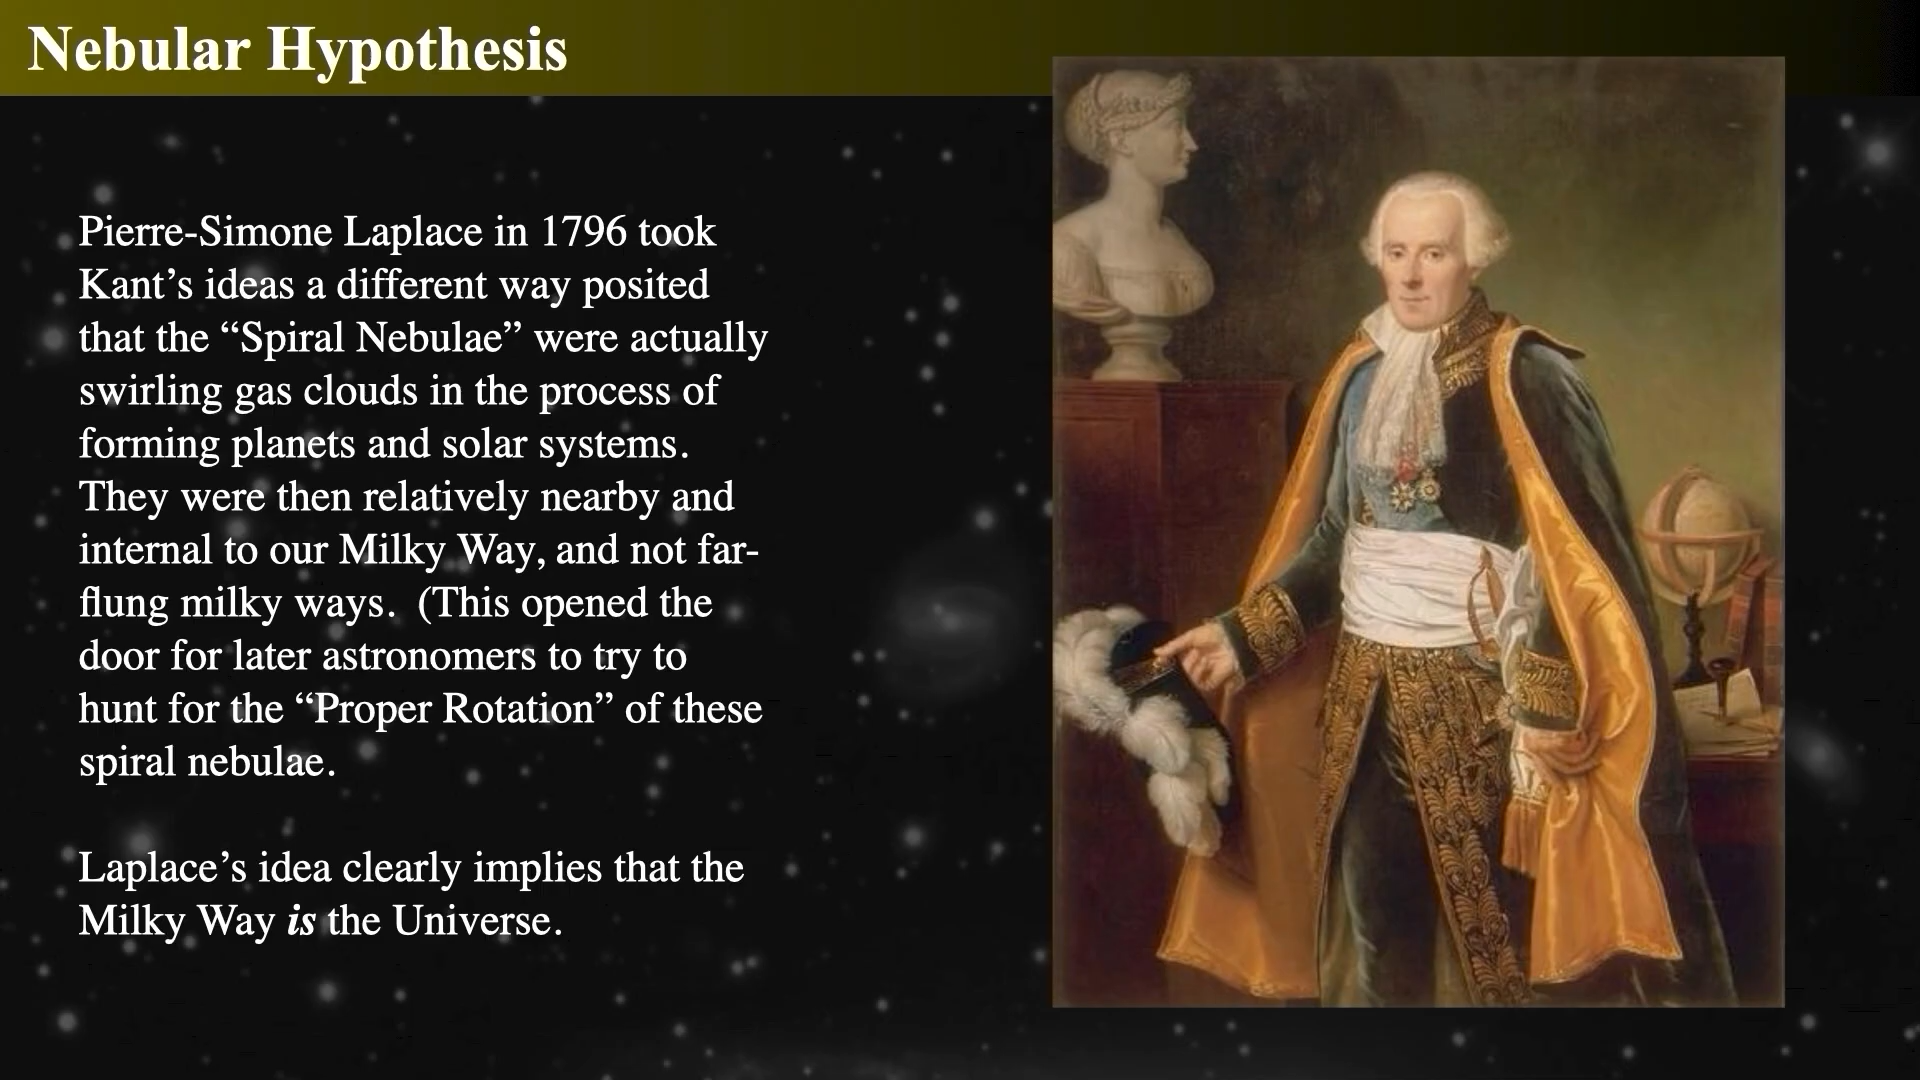 Nebular Hypothesis
Pierre-Simone Laplace in 1796 took
Kant’s ideas a different way posited
that the “Spiral Nebulae” were actually
swirling gas clouds in the process of
forming planets and solar systems.
They were then relatively nearby and
internal to our Milky Way, and not far-
flung milky ways.  (This opened the
door for later astronomers to try to
hunt for the “Proper Rotation” of these
spiral nebulae.
Laplace’s idea clearly implies that the
Milky Way is the Universe.